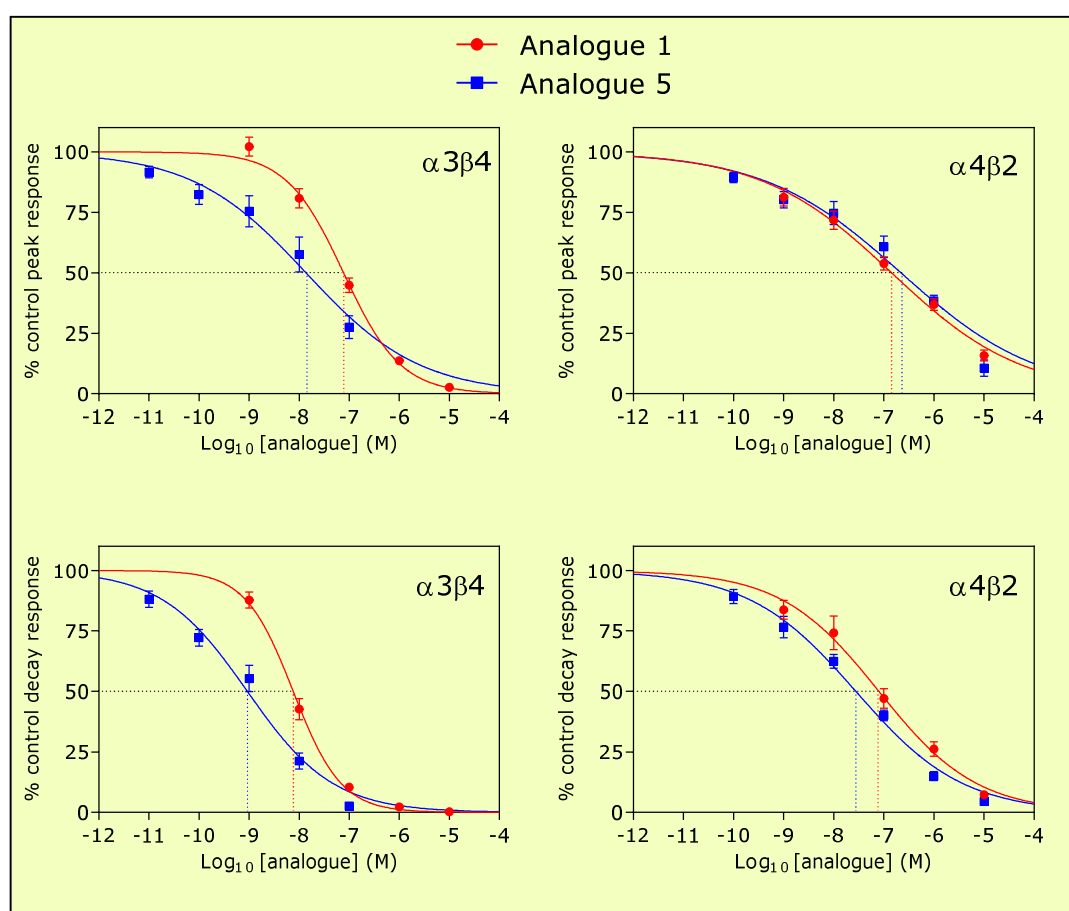 Analogue 1
Analogue 5
α3β4
% control peak response
100
75
50
25
0
-12 -11 -10 -9 -8 -7 -6 -5 -4
Log10 [analogue] (M)
α4β2
% control peak response
100
75
50
25
0
-12 -11 -10 -9 -8 -7 -6 -5 -4
Log10 [analogue] (M)
α3β4
% control decay response
100
75
50
25
0
-12 -11 -10 -9 -8 -7 -6 -5 -4
Log10 [analogue] (M)
α4β2
% control decay response
100
75
50
25
0
-12 -11 -10 -9 -8 -7 -6 -5 -4
Log10 [analogue] (M)